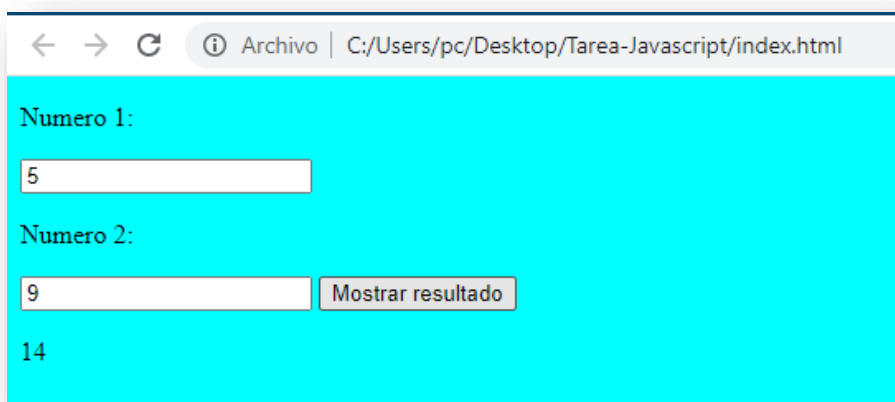 Archivo | C:/Users/pc/Desktop/Tarea-Javascript/index.html
Numero 1:
5
Numero 2:
9 Mostrar resultado
14